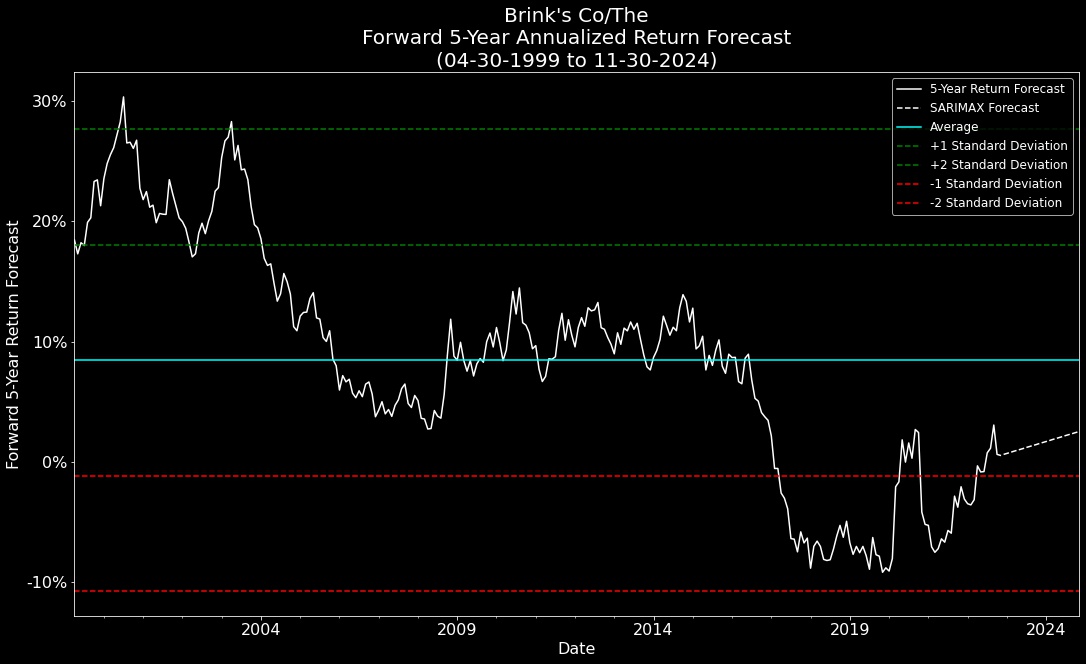 Brink's Co/The
Forward 5-Year Annualized Return Forecast
(04-30-1999 to 11-30-2024)
5-Year Return Forecast
SARIMAX Forecast
Average
+1 Standard Deviation
+2 Standard Deviation
-1 Standard Deviation
-2 Standard Deviation
Forward 5-Year Return Forecast
30%
20%
10%
0%
-10%
2004
2009
2014
2019
2024
Date